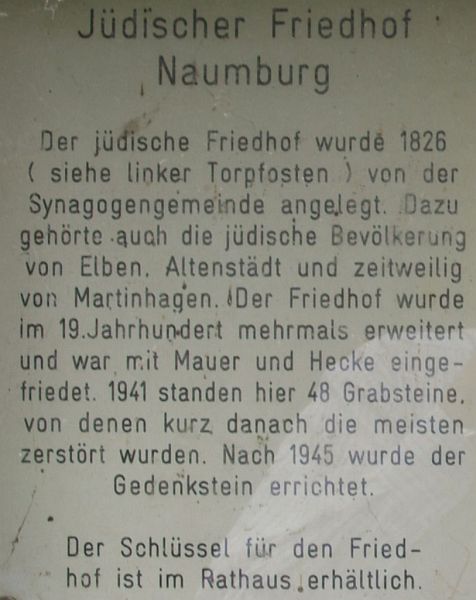 Jüdischer Friedhof
Naumburg
Der jüdische Friedhof wurde 1826
( siehe linker Torpfosten ) von der
Synagogengemeinde angelegt. Dazu
gehörte auch die jüdische Bevölkerung
von Elben, Altenstädt und zeitweilig
von Martinhagen. Der Friedhof wurde
im 19.Jahrhundert mehrmals erweitert
und war mit Mauer und Hecke einge-
friedet. 1941 standen hier 48 Grabsteine,
von denen kurz danach die meisten
zerstört wurden. Nach 1945 wurde der
Gedenkstein errichtet.
Der Schlüssel für den Fried-
hof ist im Rathaus erhältlich.